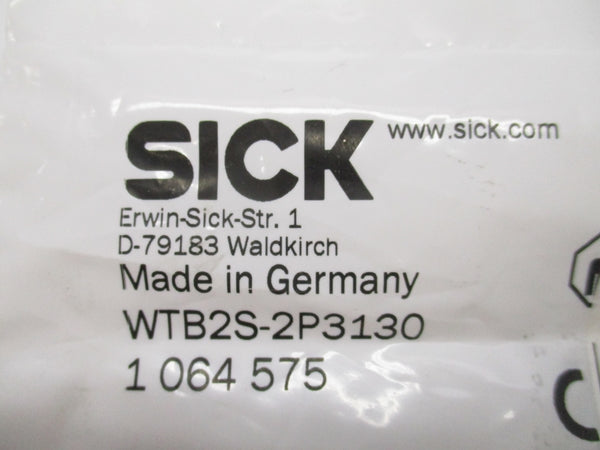 SICK www.sick.com
Erwin-Sick-Str. 1
D-79183 Waldkirch
Made in Germany
WTB2S-2P3130
1 064 575